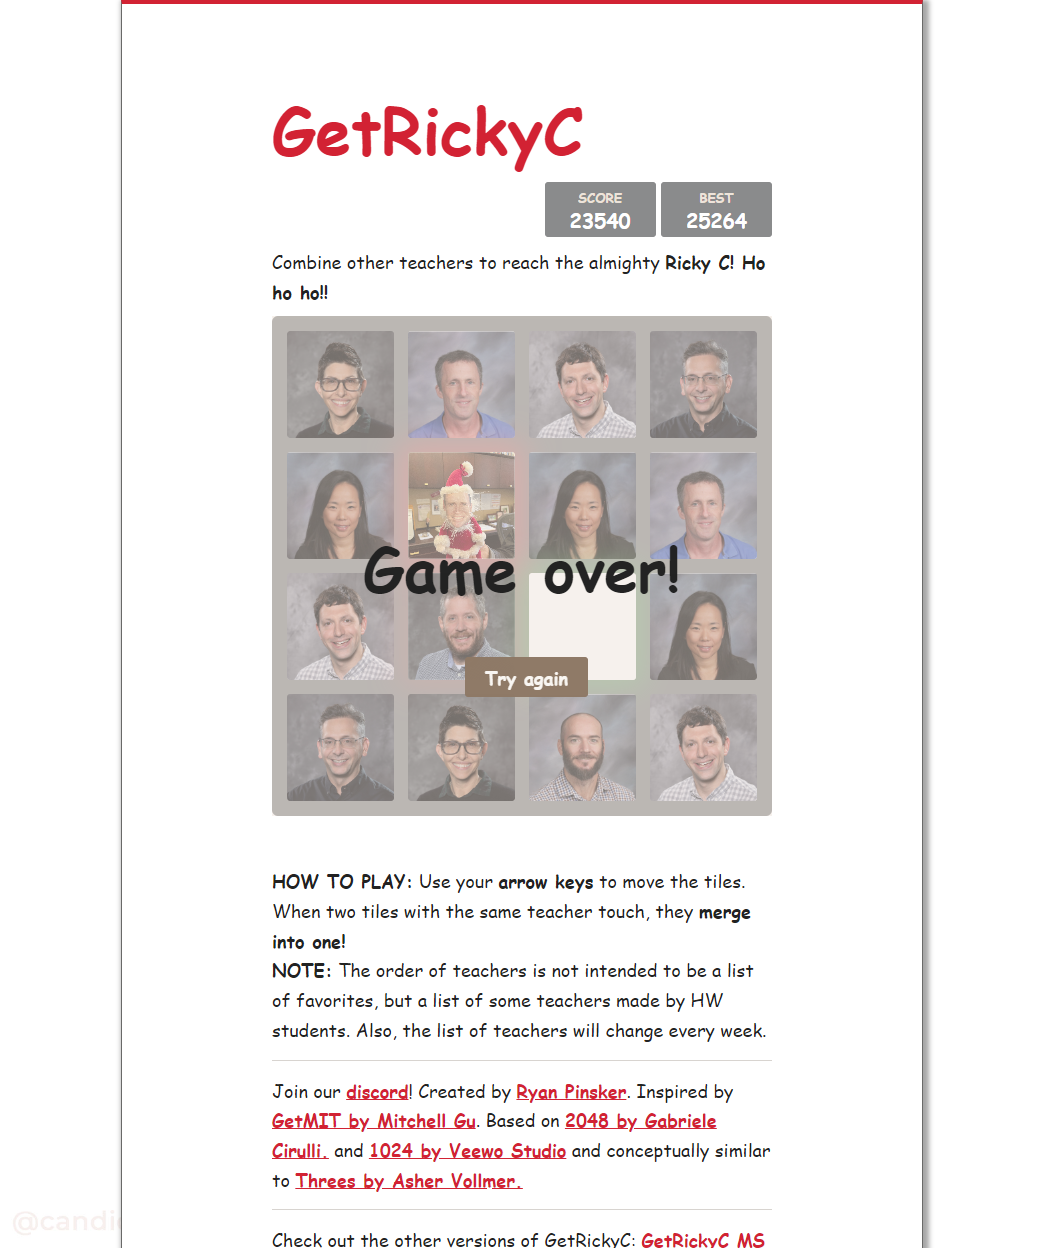 GetRickyC
SCORE
23540
BEST
25264
Combine other teachers to reach the almighty Ricky C! Ho
ho ho!!
Game over!
Try again
HOW TO PLAY: Use your arrow keys to move the tiles.
When two tiles with the same teacher touch, they merge
into one!
NOTE: The order of teachers is not intended to be a list
of favorites, but a list of some teachers made by HW
students. Also, the list of teachers will change every week.
Join our discord! Created by Ryan Pinsker. Inspired by
GetMIT by Mitchell Gu. Based on 2048 by Gabriele
Cirulli. and 1024 by Veewo Studio and conceptually similar
to Threes by Asher Vollmer.
Check out the other versions of GetRickyC: GetRickyC MS